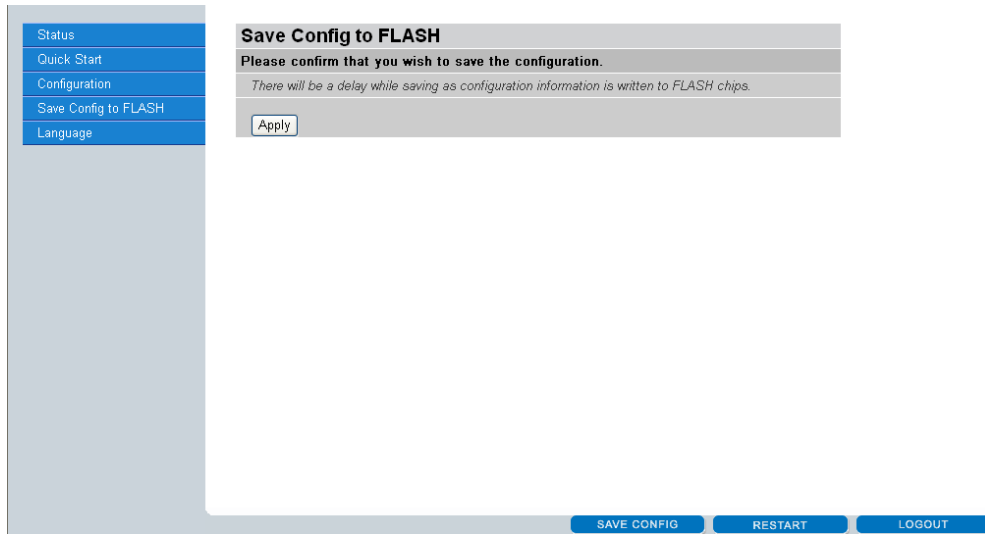 Status
Quick Start
Configuration
Save Config to FLASH
Language
Save Config to FLASH
Please confirm that you wish to save the configuration.
There will be a delay while saving as configuration information is written to FLASH chips.
Apply
SAVE CONFIG
RESTART
LOGOUT